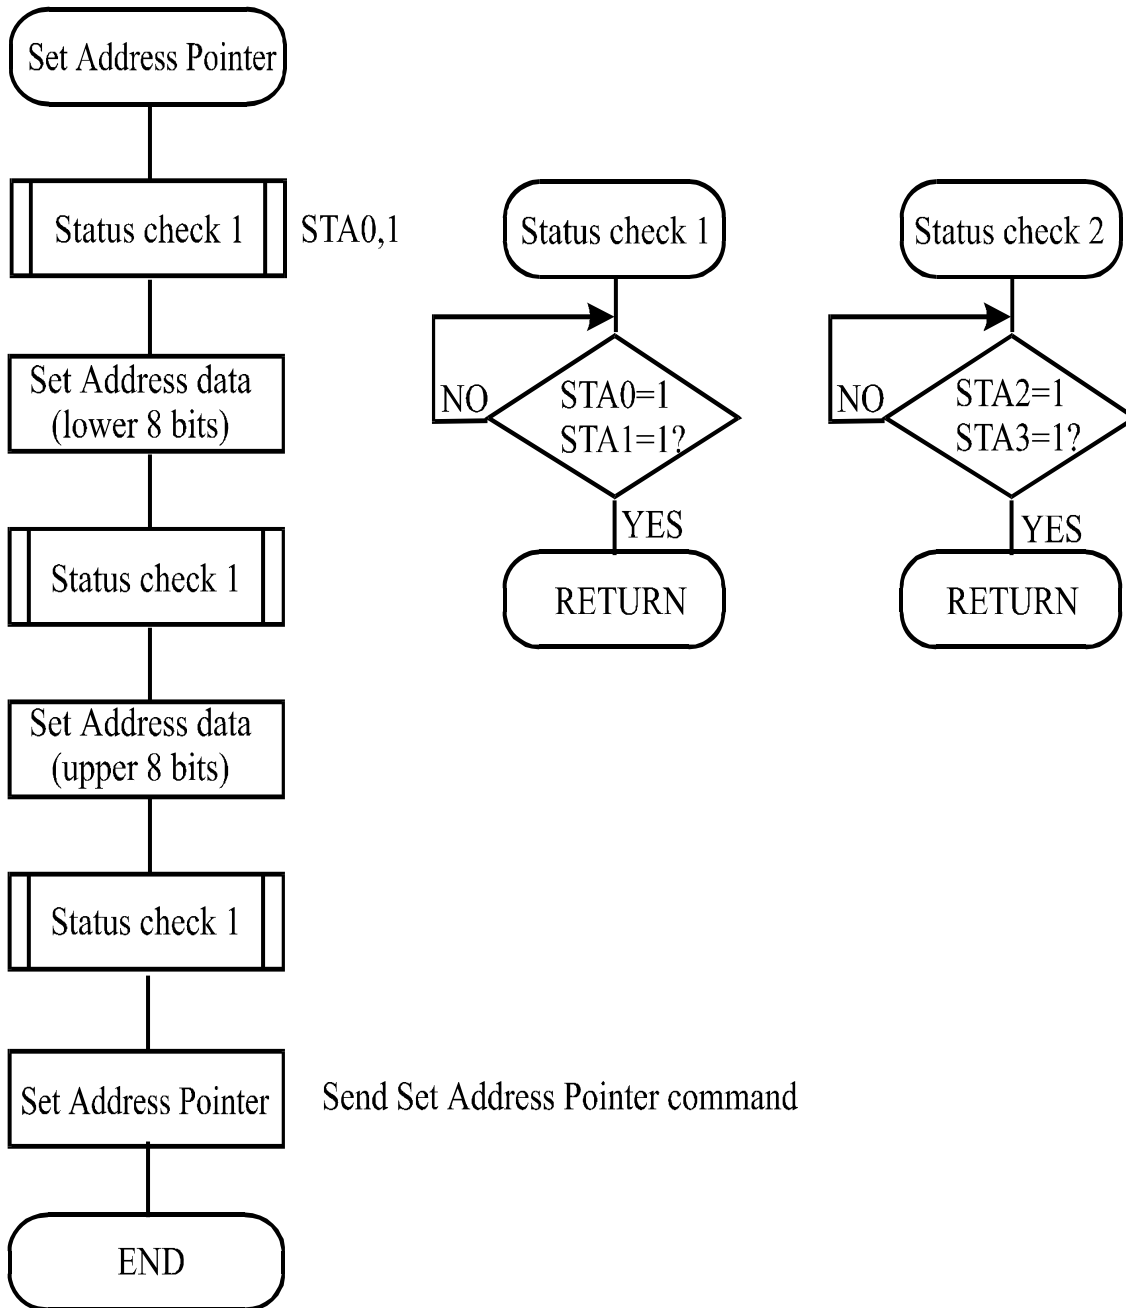 Set Address Pointer
Status check 1
STA0,1
Set Address data
(lower 8 bits)
Status check 1
Set Address data
(upper 8 bits)
Status check 1
Set Address Pointer
Send Set Address Pointer command
END
Status check 1
NO
STA0=1
STA1=1?
YES
RETURN
Status check 2
NO
STA2=1
STA3=1?
YES
RETURN